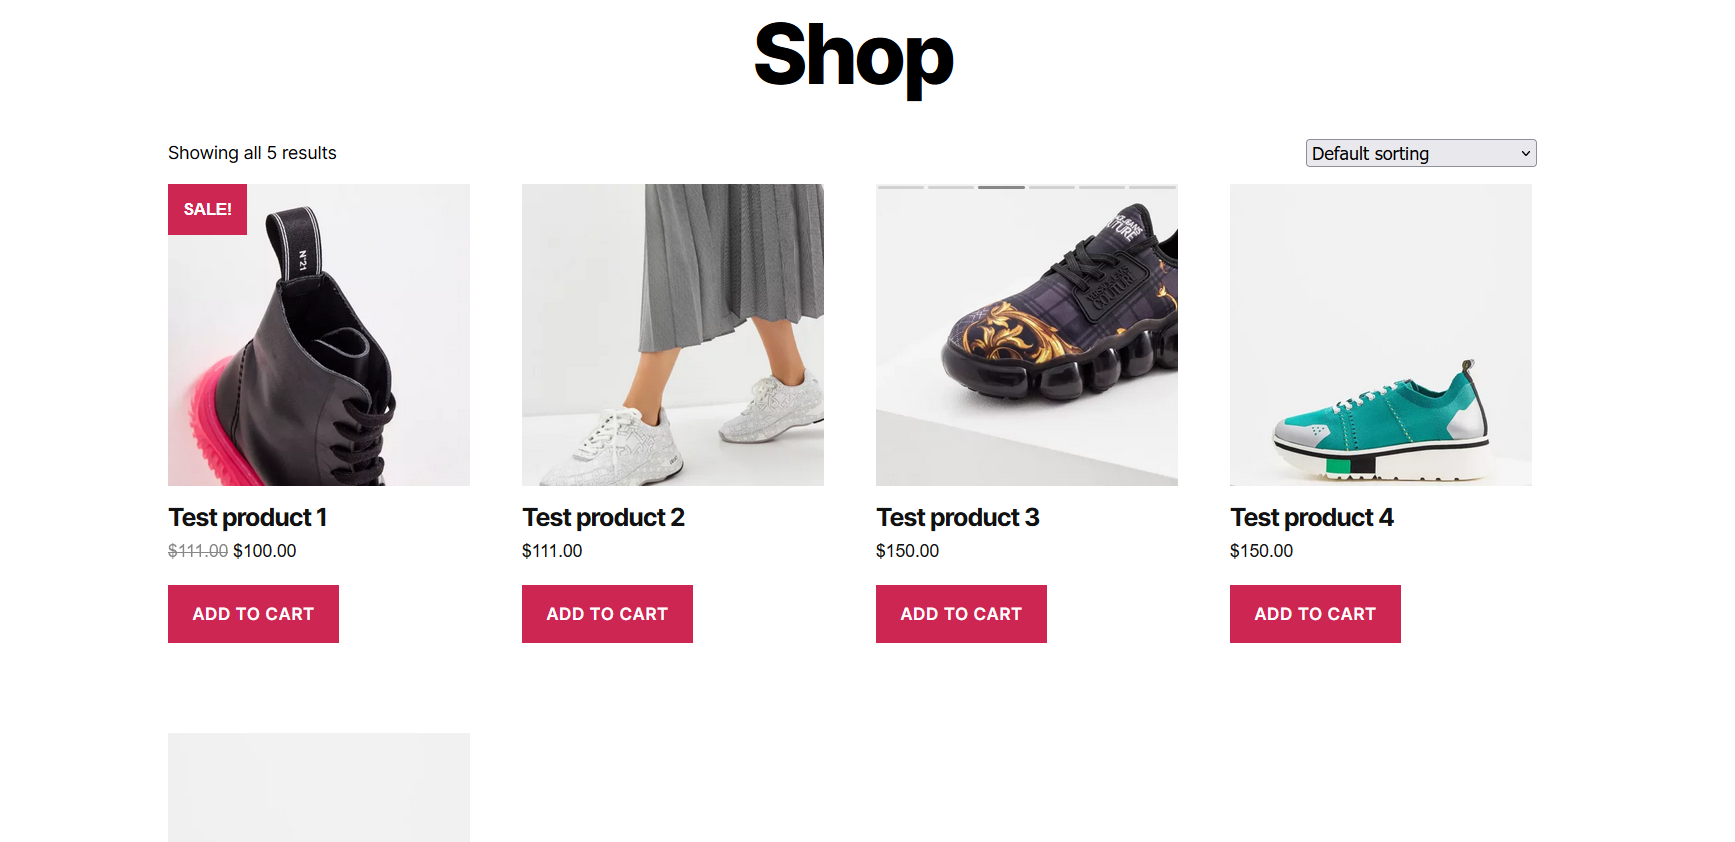 Shop
Showing all 5 results
Default sorting
SALE!
N°21
COUTURE
Test product 1
$111.00 $100.00
ADD TO CART
Test product 2
$111.00
ADD TO CART
Test product 3
$150.00
ADD TO CART
Test product 4
$150.00
ADD TO CART